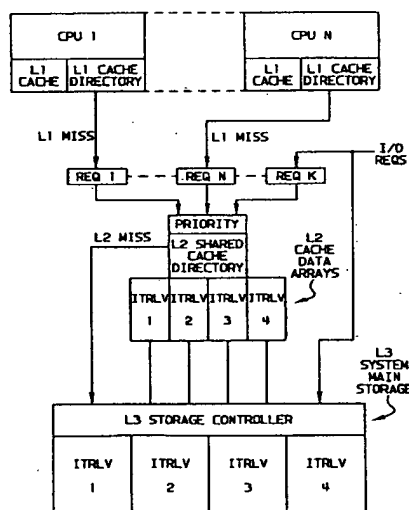 CPU 1
CPU N
L1
CACHE
L1 CACHE
DIRECTORY
L1
CACHE
L1 CACHE
DIRECTORY
L1 MISS
L1 MISS
I/O
REQS
REQ 1
REQ N
REQ K
PRIORITY
L2 MISS
L2 SHARED
CACHE
DIRECTORY
L2
CACHE
DATA
ARRAYS
ITRLV
1
ITRLV
2
ITRLV
3
ITRLV
4
L3
SYSTEM
MAIN
STORAGE
L3 STORAGE CONTROLLER
ITRLV
1
ITRLV
2
ITRLV
3
ITRLV
4